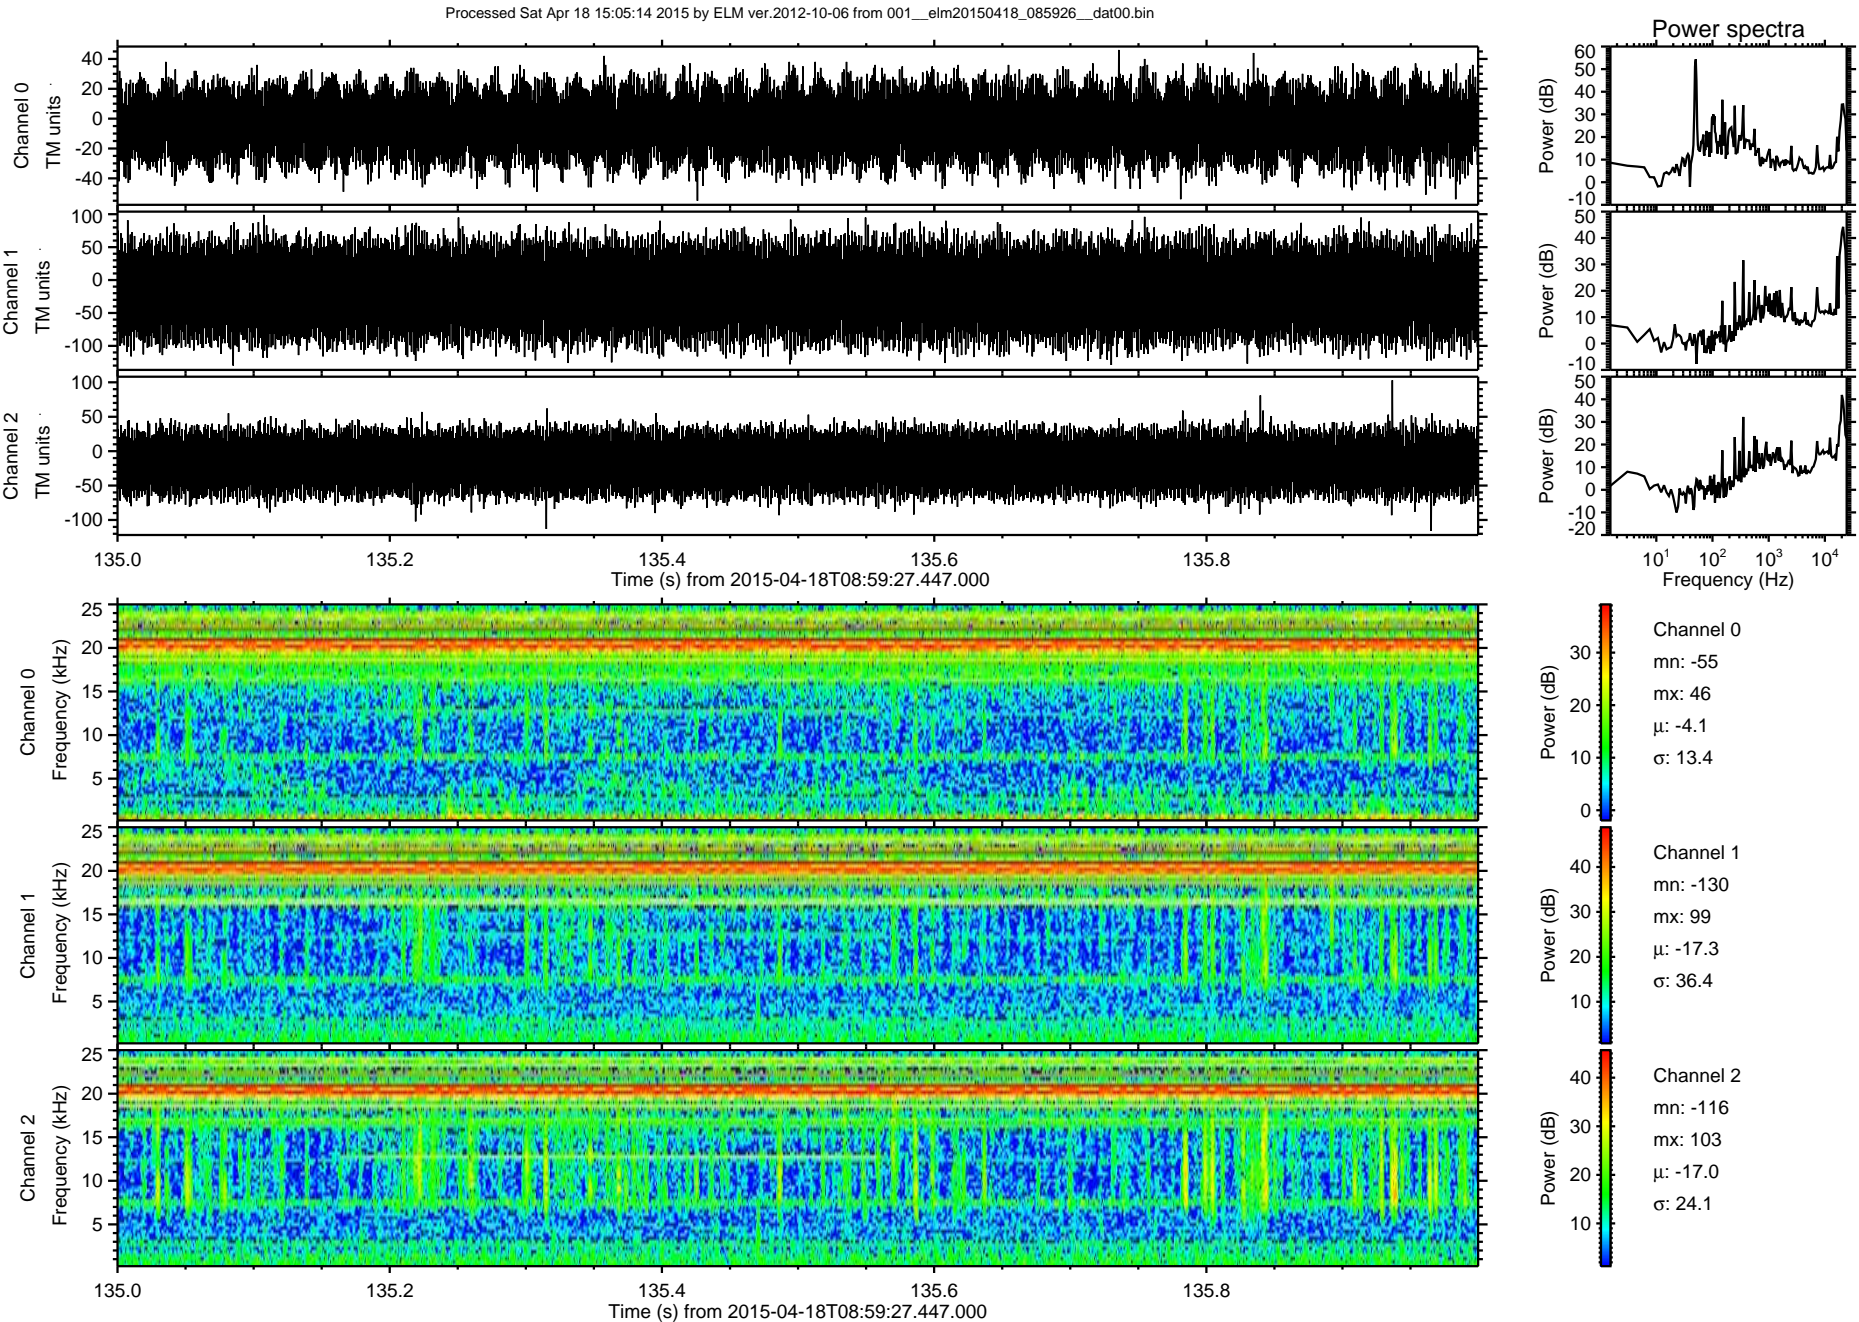 Processed Sat Apr 18 15:05:14 2015 by ELM ver.2012-10-06 from 001__elm20150418_085926__dat00.bin
Power spectra
Channel 0
TM units
40
20
0
-20
-40
Power (dB)
60
50
40
30
20
10
0
-10
Channel 1
TM units
100
50
0
-50
-100
Power (dB)
50
40
30
20
10
0
-10
Channel 2
TM units
100
50
0
-50
-100
Power (dB)
50
40
30
20
10
0
-10
-20
135.0 135.2 135.4 135.6 135.8
Time (s) from 2015-04-18T08:59:27.447.000
10¹ 10² 10³ 10⁴
Frequency (Hz)
Channel 0
Frequency (kHz)
25
20
15
10
5
Power (dB)
30
20
10
0
Channel 0
mn: -55
mx: 46
μ: -4.1
σ: 13.4
Channel 1
Frequency (kHz)
25
20
15
10
5
Power (dB)
40
30
20
10
Channel 1
mn: -130
mx: 99
μ: -17.3
σ: 36.4
Channel 2
Frequency (kHz)
25
20
15
10
5
Power (dB)
40
30
20
10
Channel 2
mn: -116
mx: 103
μ: -17.0
σ: 24.1
135.0 135.2 135.4 135.6 135.8
Time (s) from 2015-04-18T08:59:27.447.000